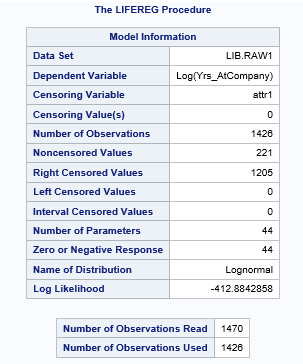 The LIFEREG Procedure
Model Information
Data Set LIB.RAW1
Dependent Variable Log(Yrs_AtCompany)
Censoring Variable attr1
Censoring Value(s) 0
Number of Observations 1426
Noncensored Values 221
Right Censored Values 1205
Left Censored Values 0
Interval Censored Values 0
Number of Parameters 44
Zero or Negative Response 44
Name of Distribution Lognormal
Log Likelihood -412.8842858
Number of Observations Read 1470
Number of Observations Used 1426